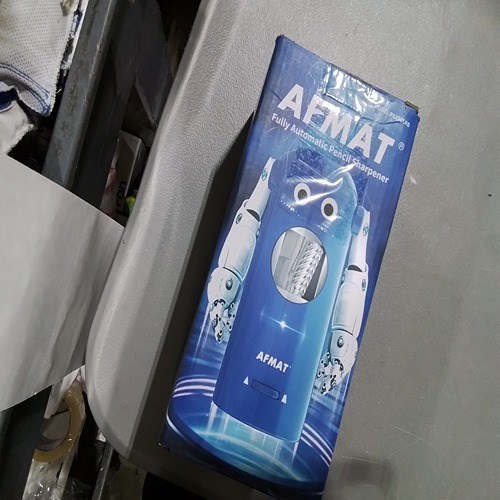 AFMAT®
Fully Automatic Pencil Sharpener
AFMAT